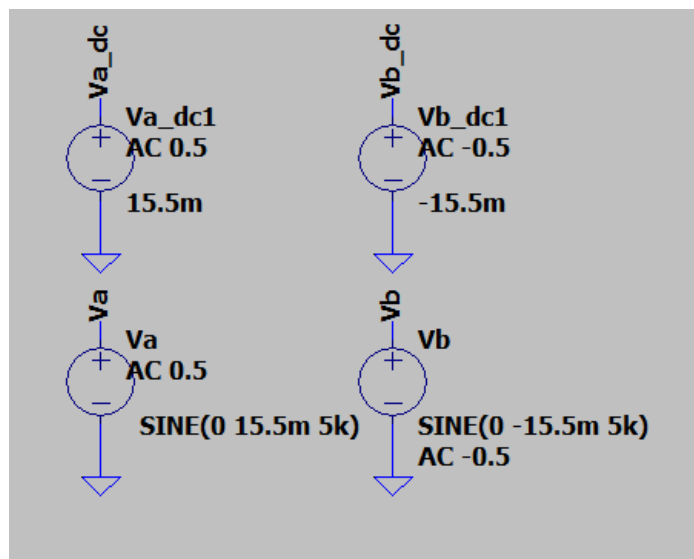 Va_dc
Va_dc1
AC 0.5
15.5m
Vb_dc
Vb_dc1
AC -0.5
-15.5m
Va
Va
AC 0.5
SINE(0 15.5m 5k)
Vb
Vb
SINE(0 -15.5m 5k)
AC -0.5